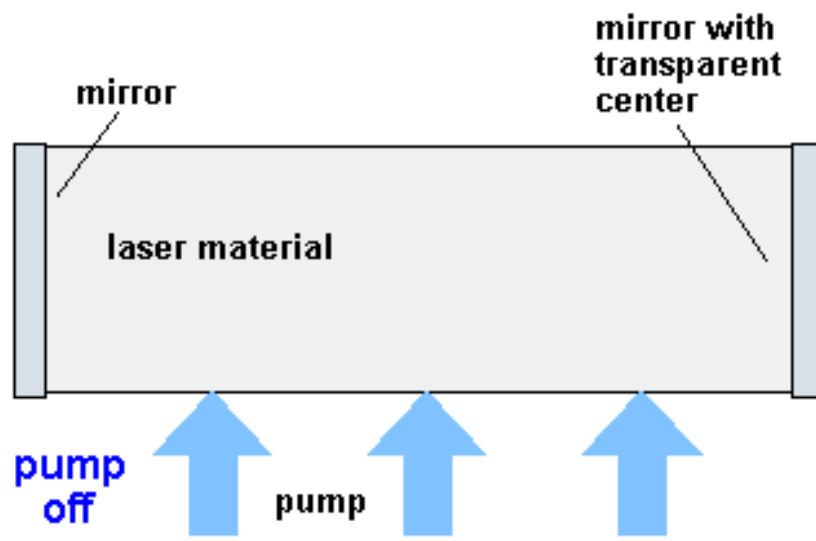 mirror with
transparent
center
mirror
laser material
pump
off
pump